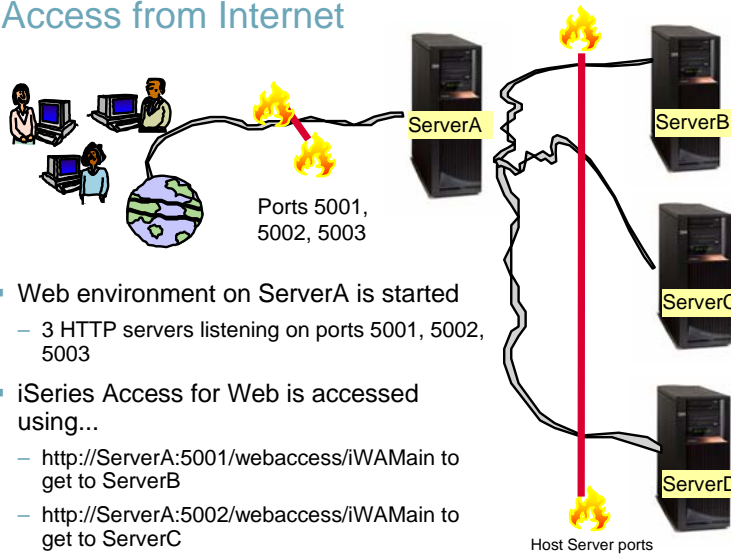 Access from Internet
ServerA
ServerB
Ports 5001,
5002, 5003
ServerC
Web environment on ServerA is started
– 3 HTTP servers listening on ports 5001, 5002,
5003
iSeries Access for Web is accessed
using...
– http://ServerA:5001/webaccess/iWAMain to
get to ServerB
– http://ServerA:5002/webaccess/iWAMain to
get to ServerC
ServerD
Host Server ports